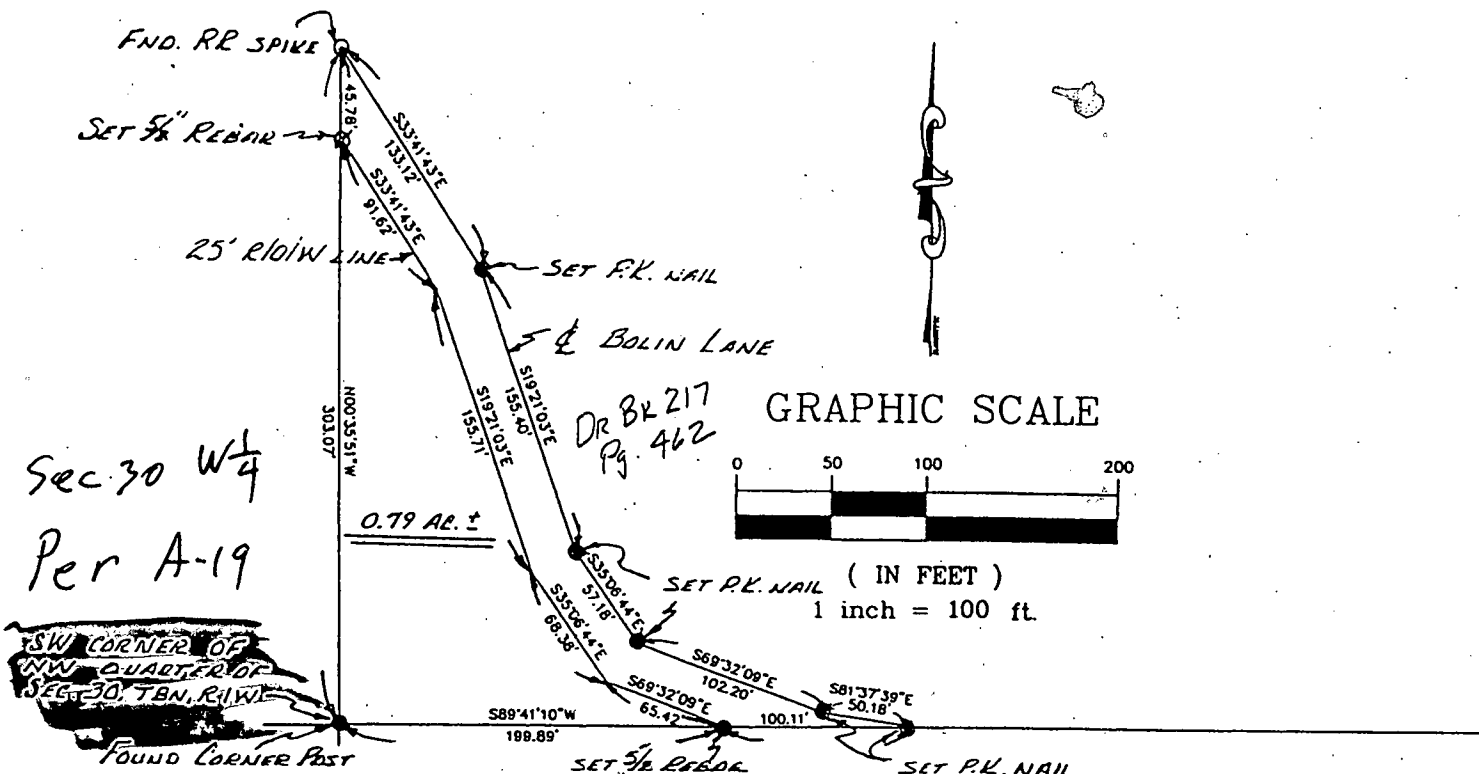 FND. RR SPIKE
45.78'
SET 5/8" REBAR
S33°41'43"E
133.12'
S33°41'43"E
91.62'
25' R/O/W LINE
SET P.K. NAIL
℄ BOLIN LANE
N00°35'51"W
303.07'
S19°21'03"E
155.40'
S19°21'03"E
155.71'
DR BK 217
Pg. 462
GRAPHIC SCALE
0 50 100 200
( IN FEET )
1 inch = 100 ft.
Sec. 30 W 1/4
Per A-19
0.79 AC. ±
S35°06'44"E
57.18'
SET P.K. NAIL
S35°06'44"E
68.38'
SW CORNER OF
NW QUARTER OF
SEC. 30, T8N, R1W
S69°32'09"E
102.20'
S81°37'39"E
50.18'
S69°32'09"E
65.42'
S89°41'10"W
199.89'
100.11'
FOUND CORNER POST
SET 5/8 REBAR
SET P.K. NAIL